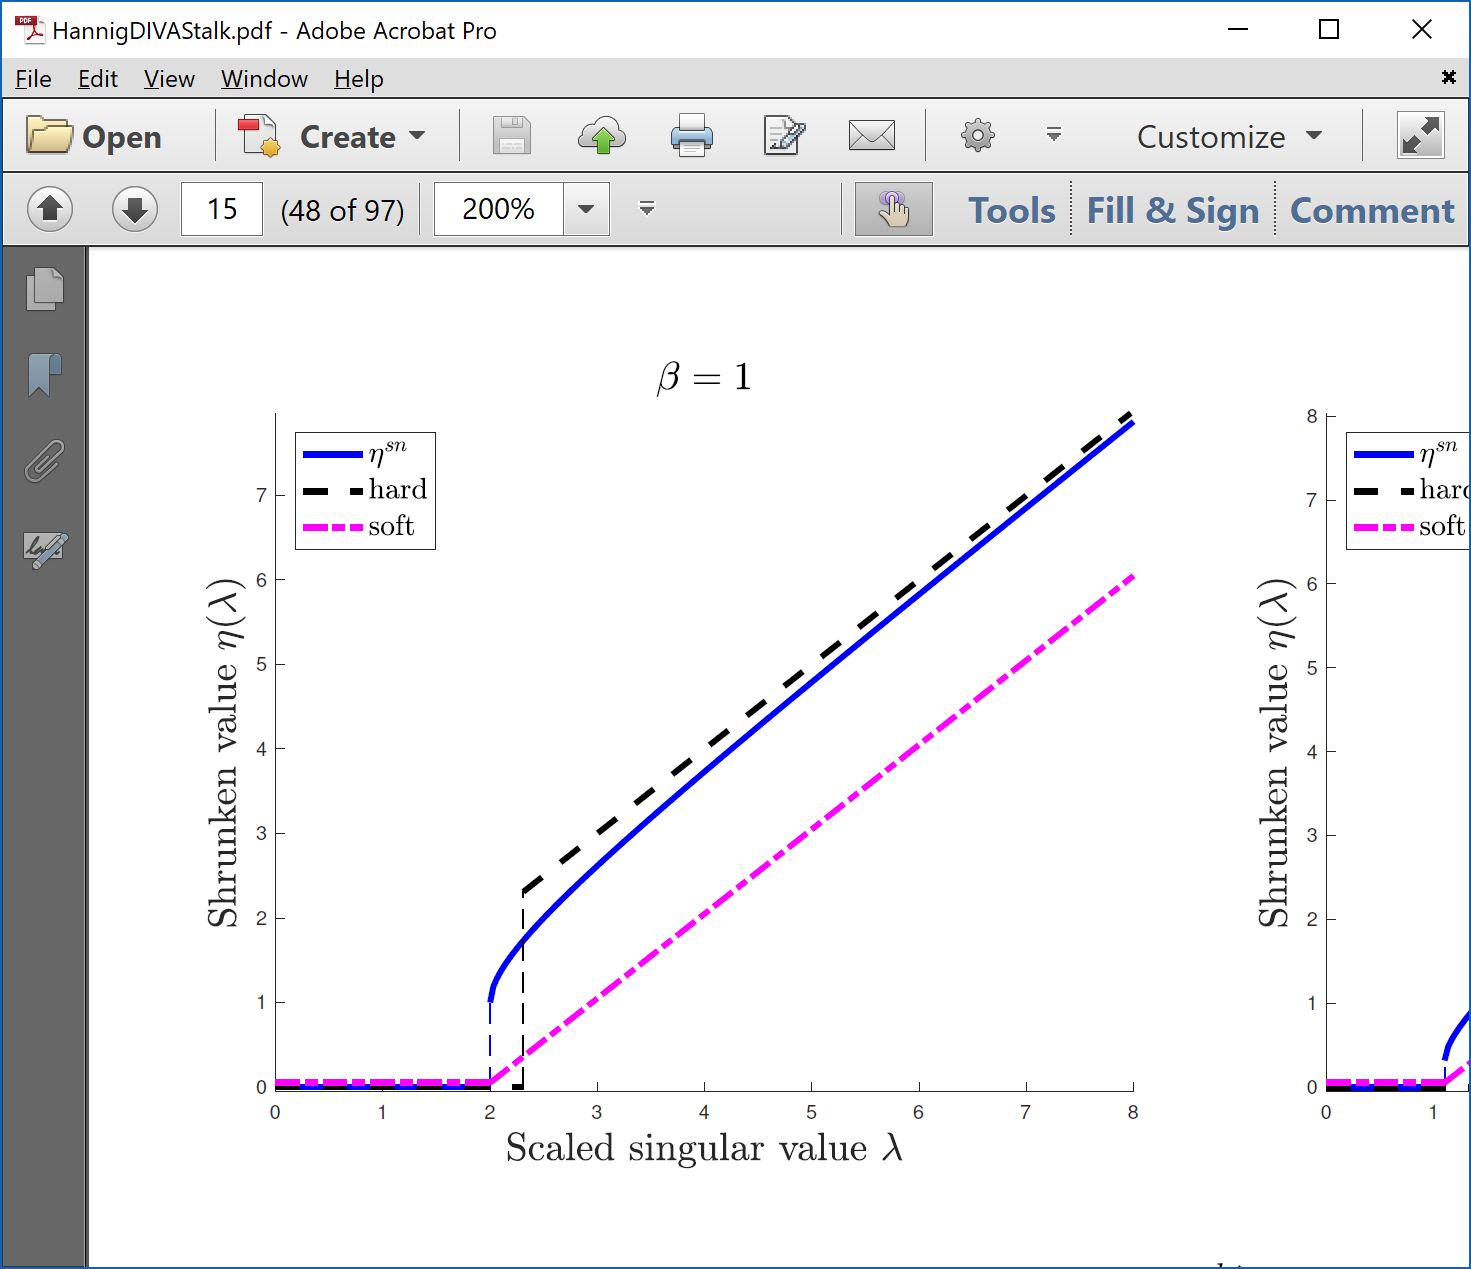 HannigDIVAStalk.pdf - Adobe Acrobat Pro
File Edit View Window Help
Open Create Customize
15 (48 of 97) 200% Tools Fill & Sign Comment
β = 1
η^sn
hard
soft
7
6
5
4
3
2
1
0
Shrunken value η(λ)
0 1 2 3 4 5 6 7 8
Scaled singular value λ
η^sn
hard
soft
8
7
6
5
4
3
2
1
0
Shrunken value η(λ)
0 1